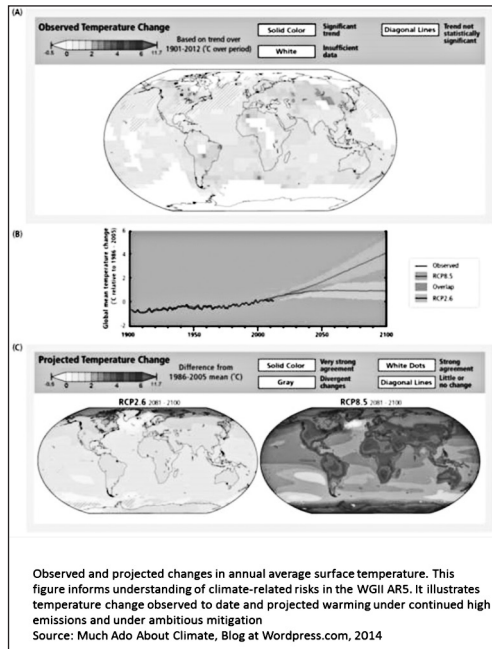 (A)
Observed Temperature Change
Based on trend over
1901-2012 (°C over period)
Solid Color
Significant
trend
Diagonal Lines
Trend not
statistically
significant
White
Insufficient
data
-0.5 0 2 4 6 11.7
(B)
Global mean temperature change
(°C relative to 1986 - 2005)
6
4
2
0
-2
1900 1950 2000 2050 2100
Observed
RCP8.5
Overlap
RCP2.6
(C)
Projected Temperature Change
Difference from
1986-2005 mean (°C)
Solid Color
Very strong
agreement
White Dots
Strong
agreement
Gray
Divergent
changes
Diagonal Lines
Little or
no change
-0.5 0 2 4 6 11.7
RCP2.6 2081 - 2100
RCP8.5 2081 - 2100
Observed and projected changes in annual average surface temperature. This
figure informs understanding of climate-related risks in the WGII AR5. It illustrates
temperature change observed to date and projected warming under continued high
emissions and under ambitious mitigation
Source: Much Ado About Climate, Blog at Wordpress.com, 2014